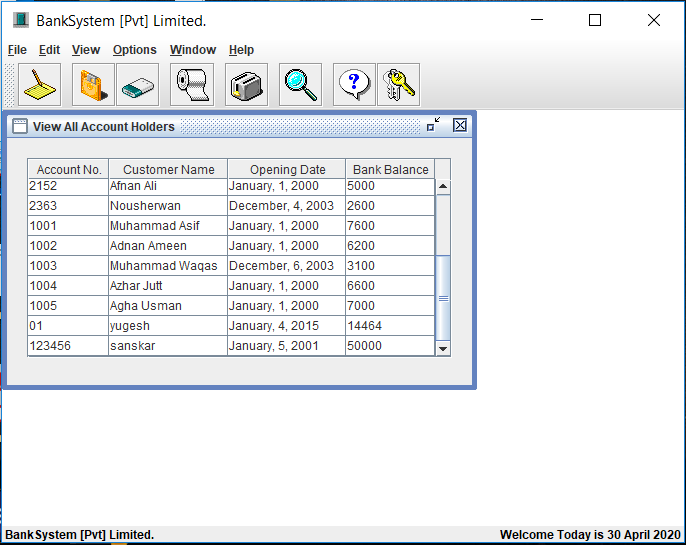 BankSystem [Pvt] Limited.
File Edit View Options Window Help
View All Account Holders
Account No. Customer Name Opening Date Bank Balance
2152 Afnan Ali January, 1, 2000 5000
2363 Nousherwan December, 4, 2003 2600
1001 Muhammad Asif January, 1, 2000 7600
1002 Adnan Ameen January, 1, 2000 6200
1003 Muhammad Waqas December, 6, 2003 3100
1004 Azhar Jutt January, 1, 2000 6600
1005 Agha Usman January, 1, 2000 7000
01 yugesh January, 4, 2015 14464
123456 sanskar January, 5, 2001 50000
BankSystem [Pvt] Limited. Welcome Today is 30 April 2020